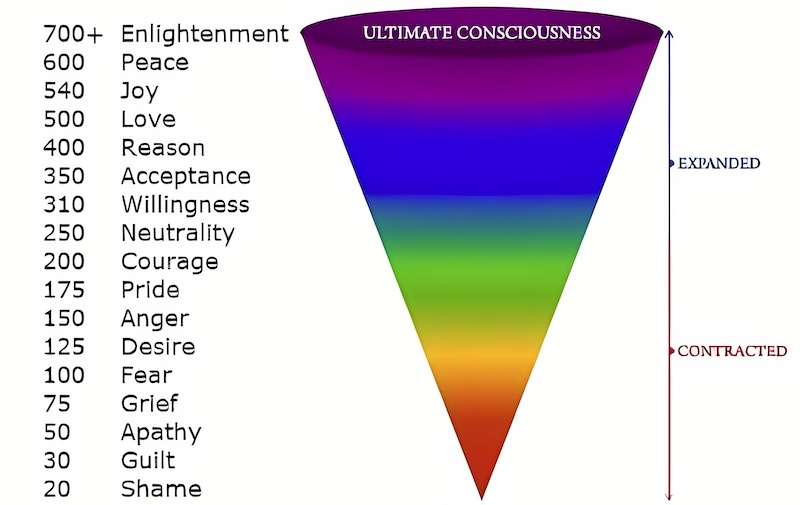 700+ Enlightenment
600 Peace
540 Joy
500 Love
400 Reason
350 Acceptance
310 Willingness
250 Neutrality
200 Courage
175 Pride
150 Anger
125 Desire
100 Fear
75 Grief
50 Apathy
30 Guilt
20 Shame
ULTIMATE CONSCIOUSNESS
EXPANDED
CONTRACTED